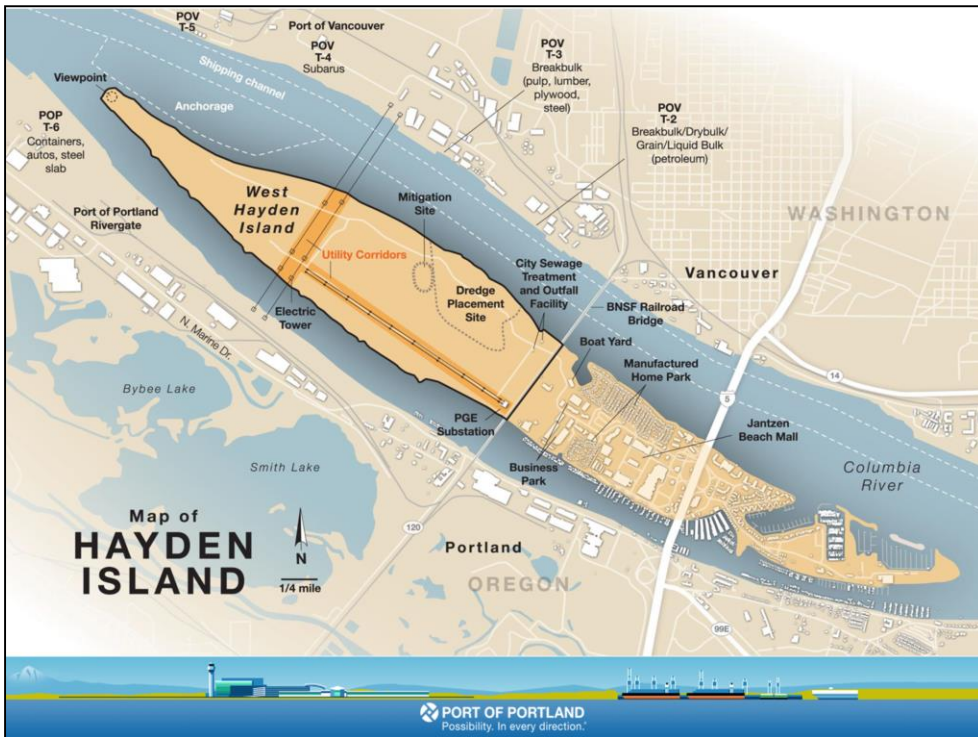 POV
T-5
Port of Vancouver
POV
T-4
Subarus
POV
T-3
Breakbulk
(pulp, lumber,
plywood,
steel)
POV
T-2
Breakbulk/Drybulk/
Grain/Liquid Bulk
(petroleum)
Shipping channel
Viewpoint
Anchorage
POP
T-6
Containers,
autos, steel
slab
West
Hayden
Island
Mitigation
Site
Port of Portland
Rivergate
Utility Corridors
City Sewage
Treatment
and Outfall
Facility
WASHINGTON
Vancouver
Dredge
Placement
Site
Electric
Tower
BNSF Railroad
Bridge
N. Marine Dr.
Boat Yard
Manufactured
Home Park
14
5
Bybee Lake
PGE
Substation
Jantzen
Beach Mall
Smith Lake
Business
Park
Columbia
River
Map of
HAYDEN
ISLAND
N
1/4 mile
120
Portland
OREGON
99E
PORT OF PORTLAND
Possibility. In every direction.